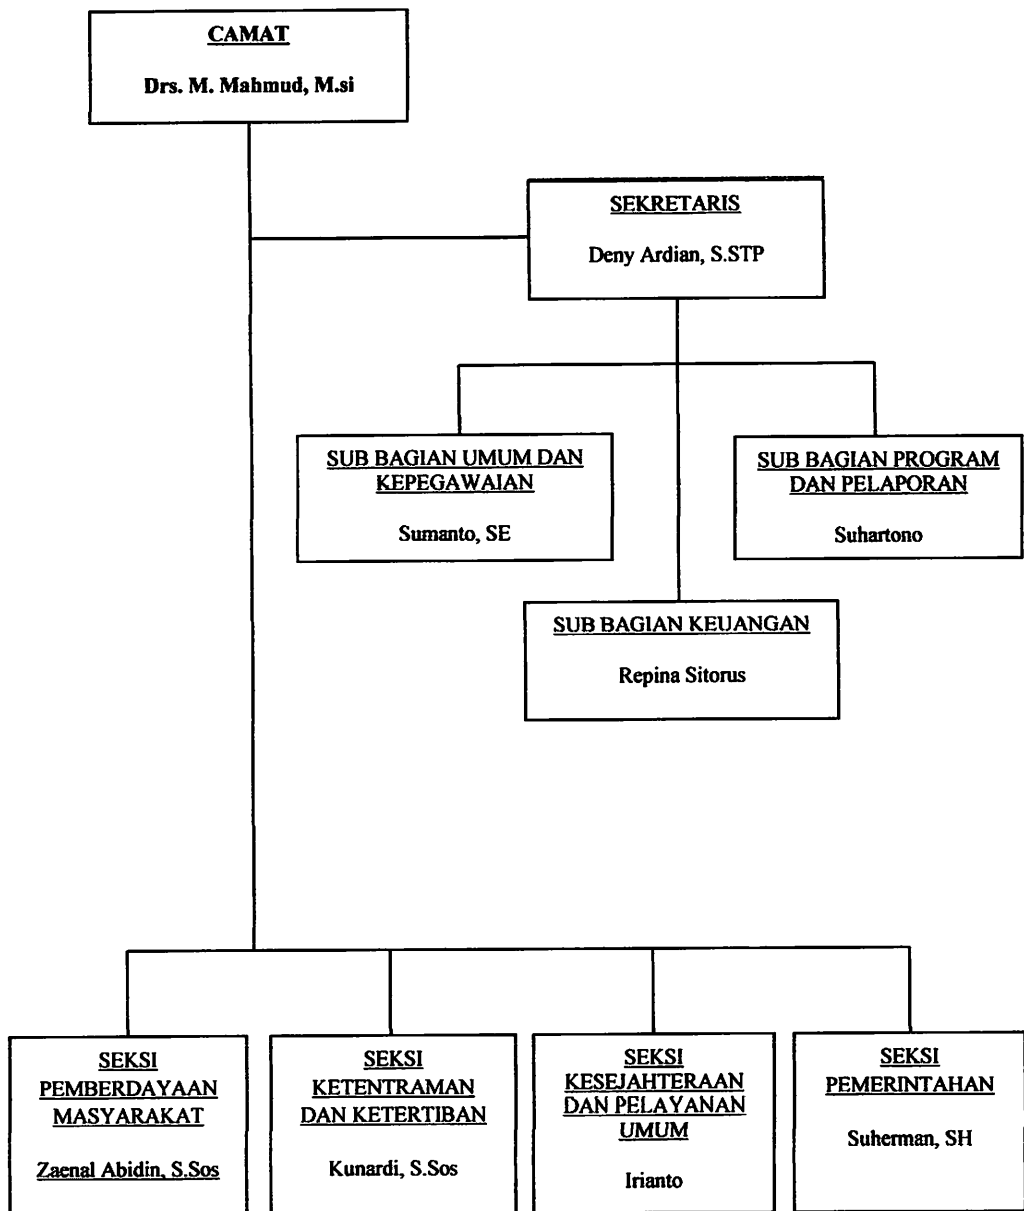 CAMAT
Drs. M. Mahmud, M.si
SEKRETARIS
Deny Ardian, S.STP
SUB BAGIAN UMUM DAN
KEPEGAWAIAN
Sumanto, SE
SUB BAGIAN PROGRAM
DAN PELAPORAN
Suhartono
SUB BAGIAN KEUANGAN
Repina Sitorus
SEKSI
PEMBERDAYAAN
MASYARAKAT
Zaenal Abidin, S.Sos
SEKSI
KETENTRAMAN
DAN KETERTIBAN
Kunardi, S.Sos
SEKSI
KESEJAHTERAAN
DAN PELAYANAN
UMUM
Irianto
SEKSI
PEMERINTAHAN
Suherman, SH